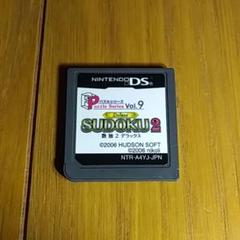 NINTENDO DS
パズルシリーズ
Puzzle Series Vol.9
Deluxe
SUDOKU 2
数独2 デラックス
©2006 HUDSON SOFT
©2006 nikoli
NTR-A4YJ-JPN